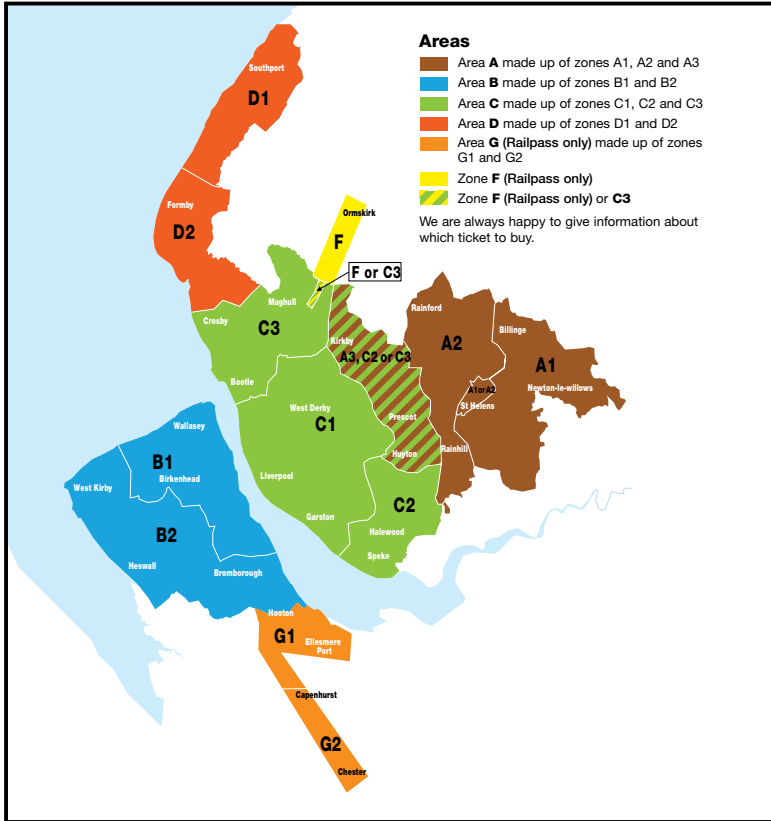 Areas
Area A made up of zones A1, A2 and A3
Area B made up of zones B1 and B2
Area C made up of zones C1, C2 and C3
Area D made up of zones D1 and D2
Area G (Railpass only) made up of zones
G1 and G2
Zone F (Railpass only)
Zone F (Railpass only) or C3
We are always happy to give information about
which ticket to buy.
Southport
D1
Formby
D2
Ormskirk
F
F or C3
Maghull
Crosby
C3
Bootle
Kirkby
A3, C2 or C3
Prescot
Huyton
Rainford
A2
Billinge
A1
A1orA2
Newton-le-willows
St Helens
Rainhill
West Derby
C1
Liverpool
Garston
C2
Halewood
Speke
Wallasey
B1
Birkenhead
West Kirby
B2
Heswall
Bromborough
Hooton
G1
Ellesmere
Port
Capenhurst
G2
Chester